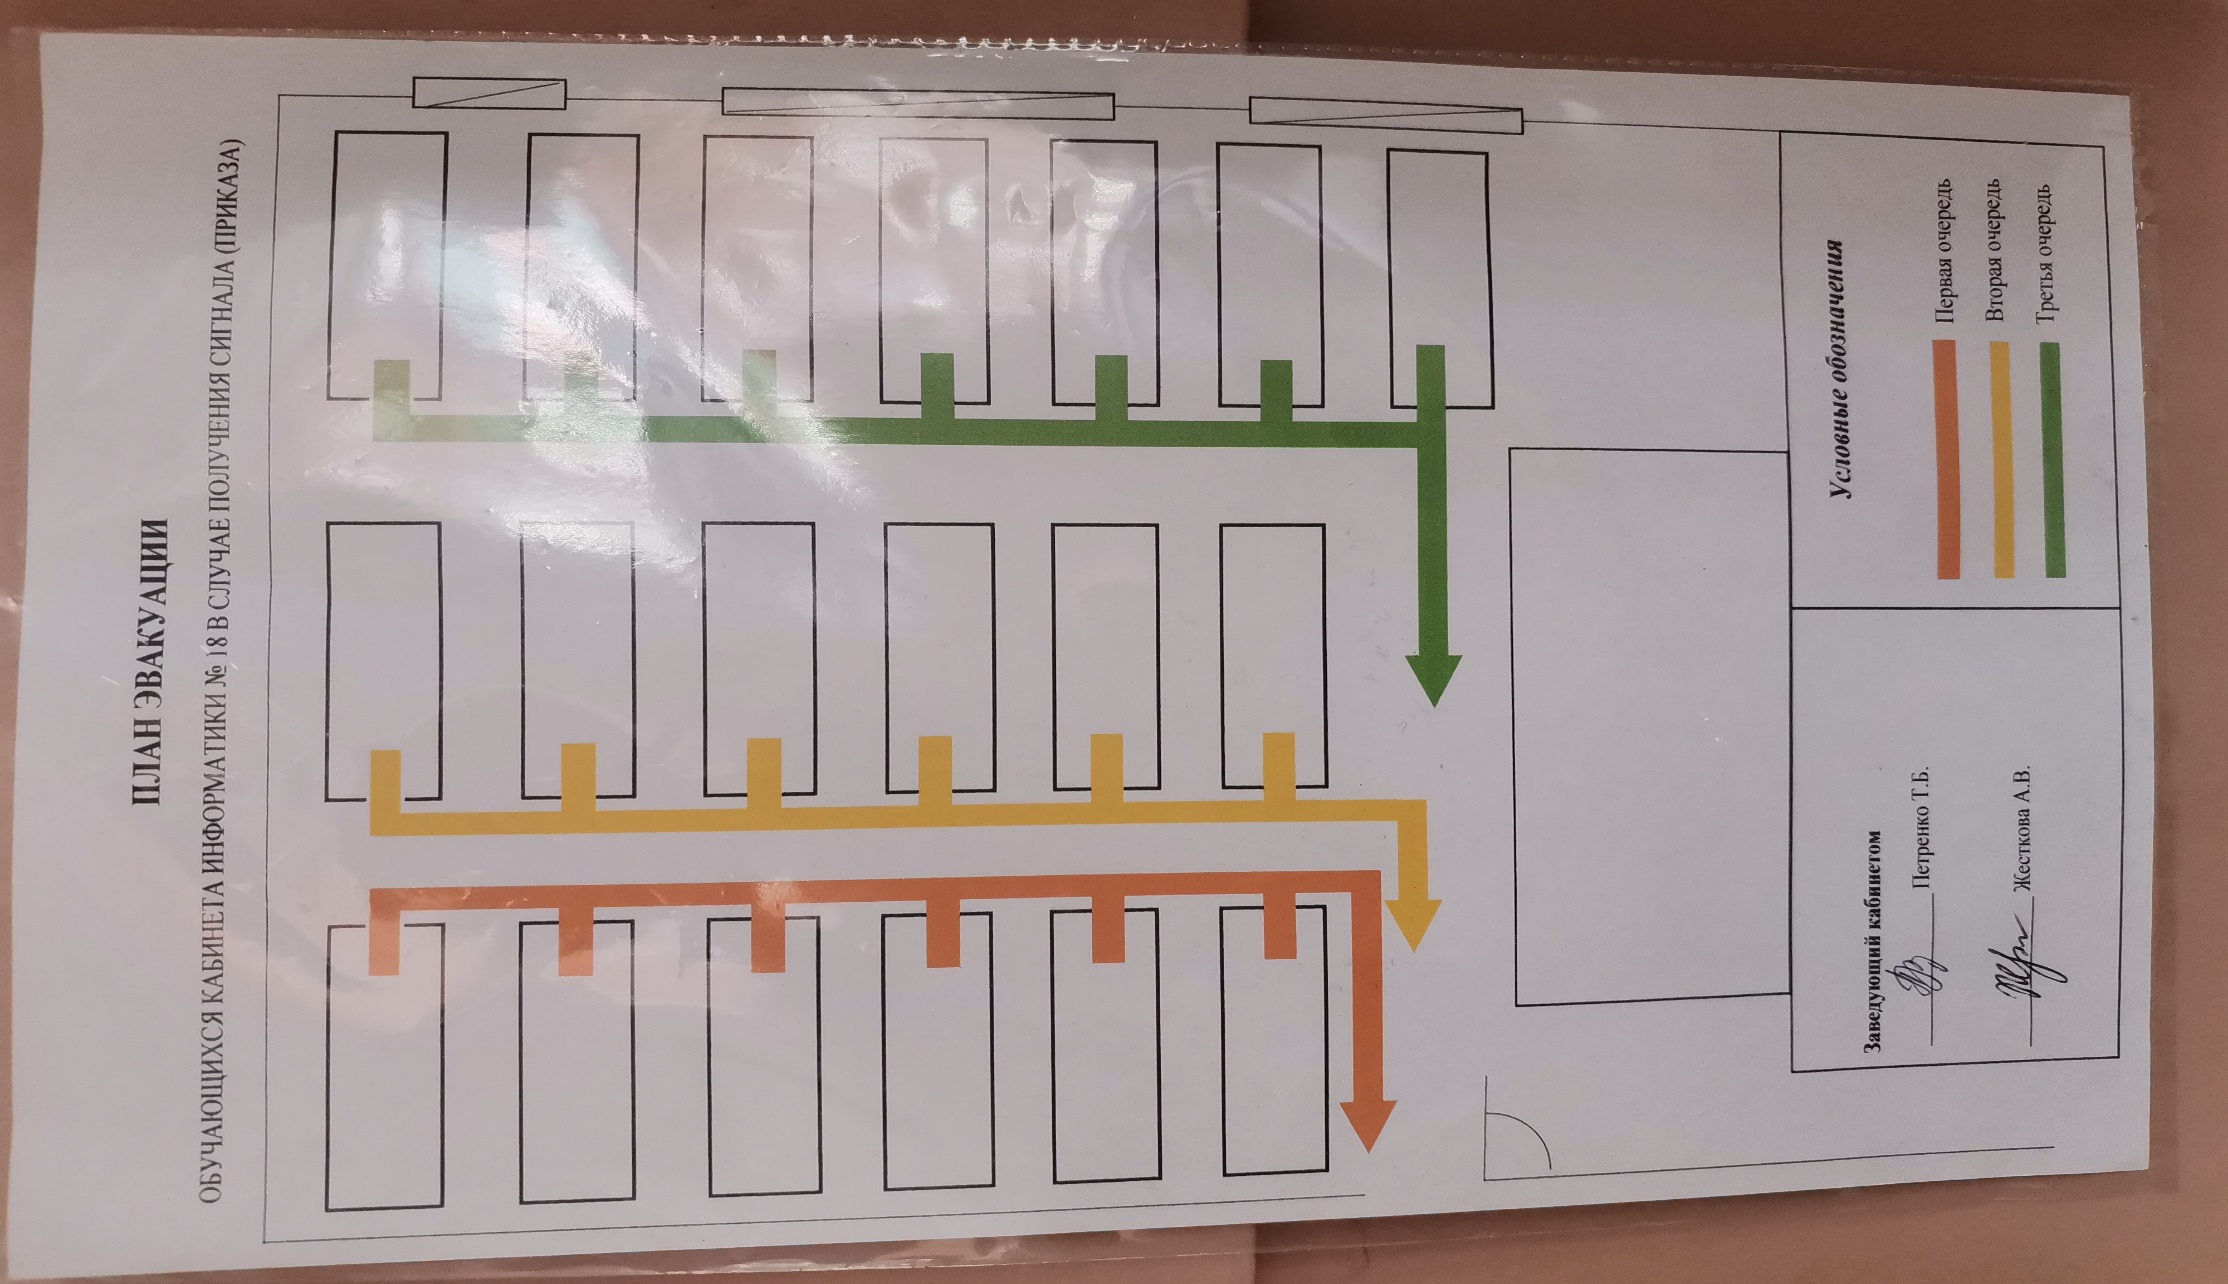 ПЛАН ЭВАКУАЦИИ
ОБУЧАЮЩИХСЯ КАБИНЕТА ИНФОРМАТИКИ № 18 В СЛУЧАЕ ПОЛУЧЕНИЯ СИГНАЛА (ПРИКАЗА)
Заведующий кабинетом
Петренко Т.Б.
Жесткова А.В.
Условные обозначения
Первая очередь
Вторая очередь
Третья очередь